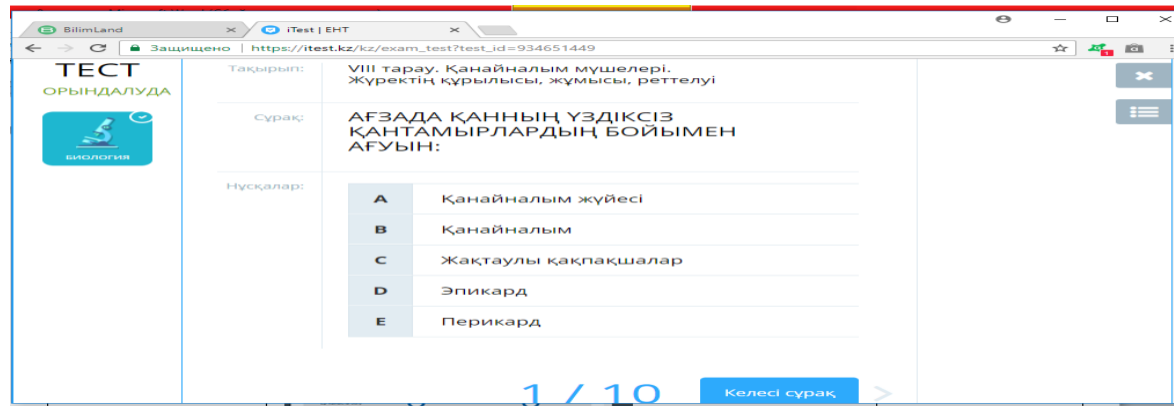 BilimLand
iTest | ЕНТ
Защищено | https://itest.kz/kz/exam_test?test_id=934651449
ТЕСТ
ОРЫНДАЛУДА
БИОЛОГИЯ
Тақырып:
VIII тарау. Қанайналым мүшелері.
Жүректің құрылысы, жұмысы, реттелуі
Сұрақ:
АҒЗАДА ҚАННЫҢ ҮЗДІКСІЗ
ҚАНТАМЫРЛАРДЫҢ БОЙЫМЕН
АҒУЫН:
Нұсқалар:
A Қанайналым жүйесі
B Қанайналым
C Жақтаулы қақпақшалар
D Эпикард
E Перикард
1 / 10
Келесі сұрақ